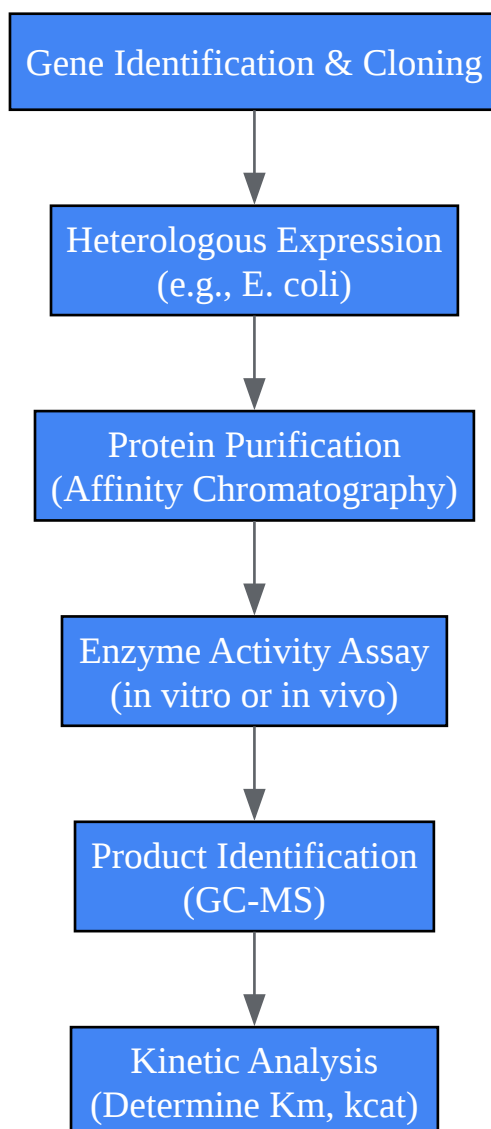 Gene Identification & Cloning
Heterologous Expression
(e.g., E. coli)
Protein Purification
(Affinity Chromatography)
Enzyme Activity Assay
(in vitro or in vivo)
Product Identification
(GC-MS)
Kinetic Analysis
(Determine Km, kcat)